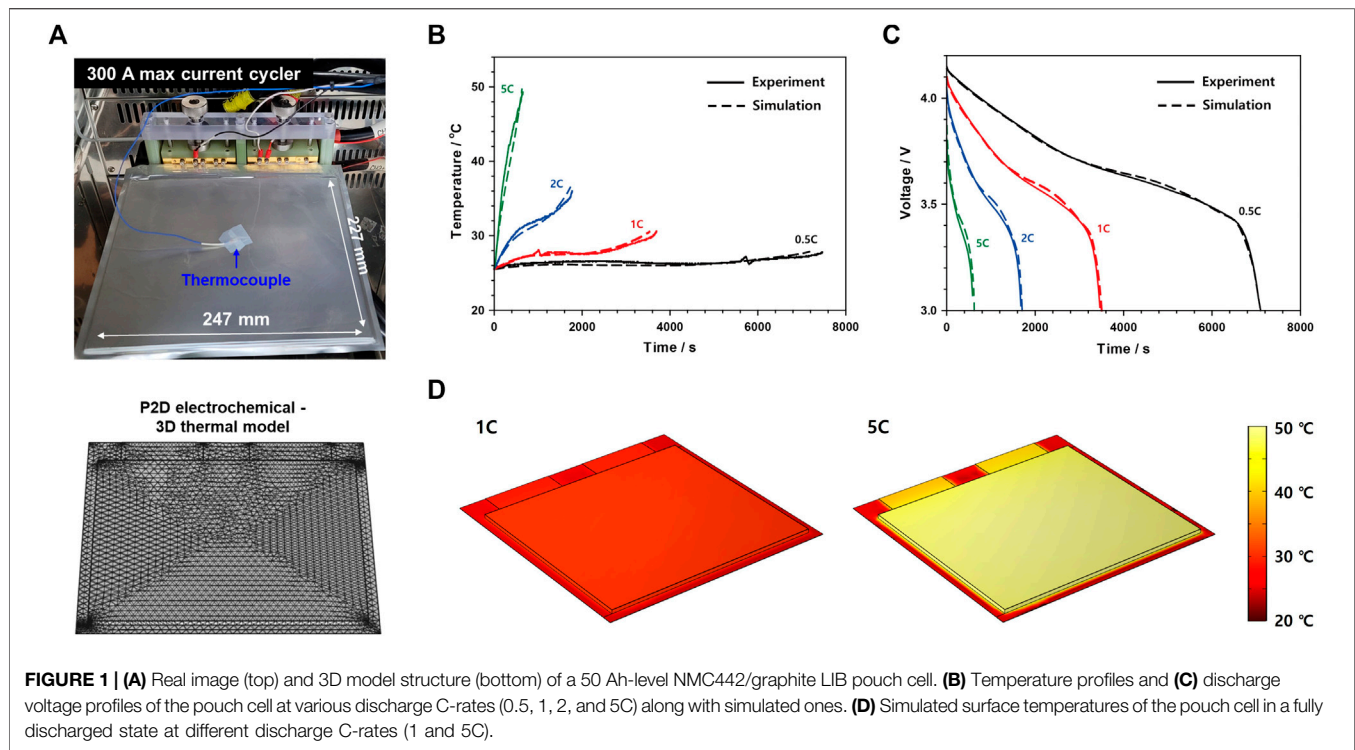 A
300 A max current cycler
Thermocouple
227 mm
247 mm
P2D electrochemical -
3D thermal model
B
Temperature / °C
50
40
30
20
5C
2C
1C
0.5C
Experiment
Simulation
0
2000
4000
6000
8000
Time / s
C
Voltage / V
4.0
3.5
3.0
5C
2C
1C
0.5C
Experiment
Simulation
0
2000
4000
6000
8000
Time / s
D
1C
5C
50 ℃
40 ℃
30 ℃
20 ℃
FIGURE 1 | (A) Real image (top) and 3D model structure (bottom) of a 50 Ah-level NMC442/graphite LIB pouch cell. (B) Temperature profiles and (C) discharge
voltage profiles of the pouch cell at various discharge C-rates (0.5, 1, 2, and 5C) along with simulated ones. (D) Simulated surface temperatures of the pouch cell in a fully
discharged state at different discharge C-rates (1 and 5C).